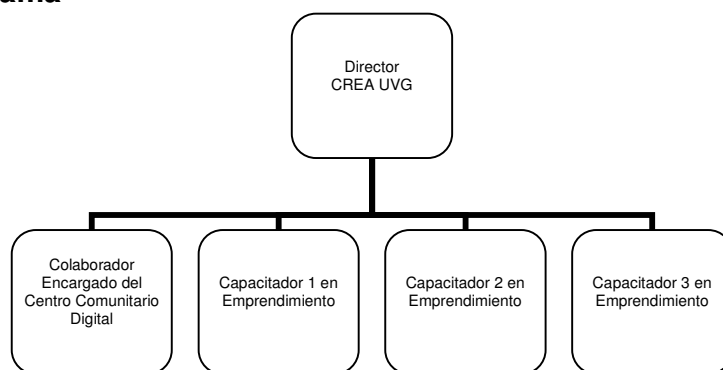 Director
CREA UVG
Colaborador
Encargado del
Centro Comunitario
Digital
Capacitador 1 en
Emprendimiento
Capacitador 2 en
Emprendimiento
Capacitador 3 en
Emprendimiento